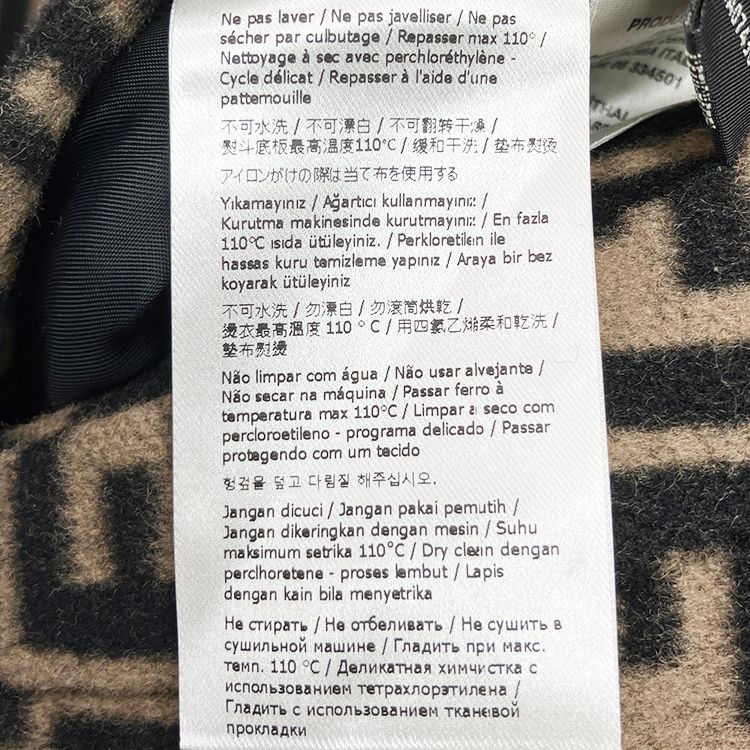 Ne pas laver / Ne pas javelliser / Ne pas
sécher par culbutage / Repasser max 110° /
Nettoyage à sec avec perchloréthylène -
Cycle délicat / Repasser à l'aide d'une
pattemouille
不可水洗 / 不可漂白 / 不可翻转干燥 /
熨斗底板最高温度110°C / 缓和干洗 / 垫布熨烫
アイロンがけの際は当て布を使用する
Yıkamayınız / Ağartıcı kullanmayınız /
Kurutma makinesinde kurutmayınız / En fazla
110°C ısıda ütüleyiniz. / Perkloretilen ile
hassas kuru temizleme yapınız / Araya bir bez
koyarak ütüleyiniz
不可水洗 / 勿漂白 / 勿滾筒烘乾 /
燙衣最高溫度 110 °C / 用四氯乙烯柔和乾洗 /
墊布熨燙
Não limpar com água / Não usar alvejante /
Não secar na máquina / Passar ferro à
temperatura max 110°C / Limpar a seco com
percloroetileno - programa delicado / Passar
protegendo com um tecido
헝겊을 덮고 다림질 해주십시오.
Jangan dicuci / Jangan pakai pemutih /
Jangan dikeringkan dengan mesin / Suhu
maksimum setrika 110°C / Dry clean dengan
perclhoretene - proses lembut / Lapis
dengan kain bila menyetrika
Не стирать / Не отбеливать / Не сушить в
сушильной машине / Гладить при макс.
темп. 110 °C / Деликатная химчистка с
использованием тетрахлорэтилена /
Гладить с использованием тканевой
прокладки
PRODU
ITAL
534501